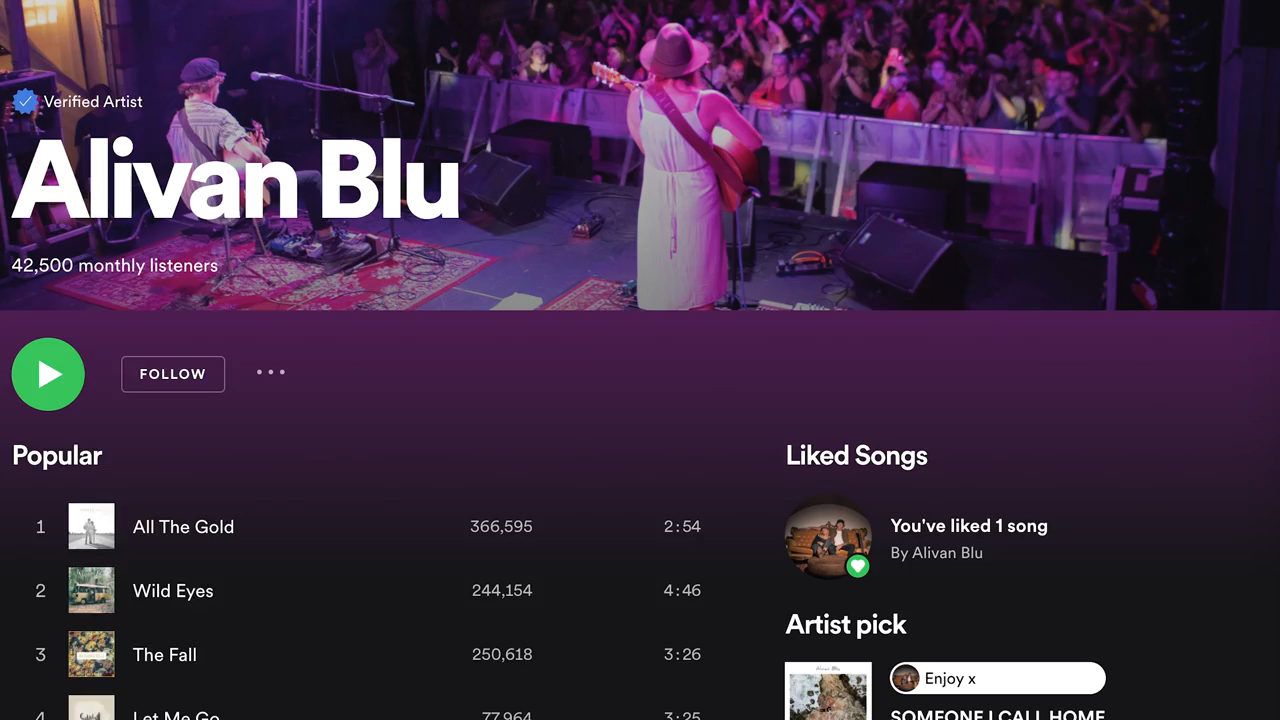 Verified Artist
Alivan Blu
42,500 monthly listeners
FOLLOW
Popular
1 All The Gold 366,595 2:54
2 Wild Eyes 244,154 4:46
3 The Fall 250,618 3:26
4 Let Me Go 77,964 3:25
Liked Songs
You've liked 1 song
By Alivan Blu
Artist pick
Alivan Blu
Enjoy x
SOMEONE I CALL HOME